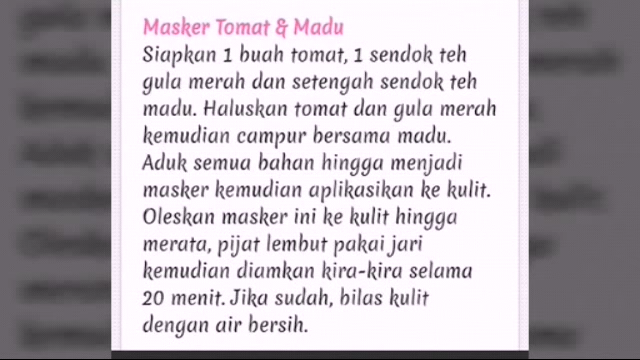 Masker Tomat & Madu
Siapkan 1 buah tomat, 1 sendok teh
gula merah dan setengah sendok teh
madu. Haluskan tomat dan gula merah
kemudian campur bersama madu.
Aduk semua bahan hingga menjadi
masker kemudian aplikasikan ke kulit.
Oleskan masker ini ke kulit hingga
merata, pijat lembut pakai jari
kemudian diamkan kira-kira selama
20 menit. Jika sudah, bilas kulit
dengan air bersih.